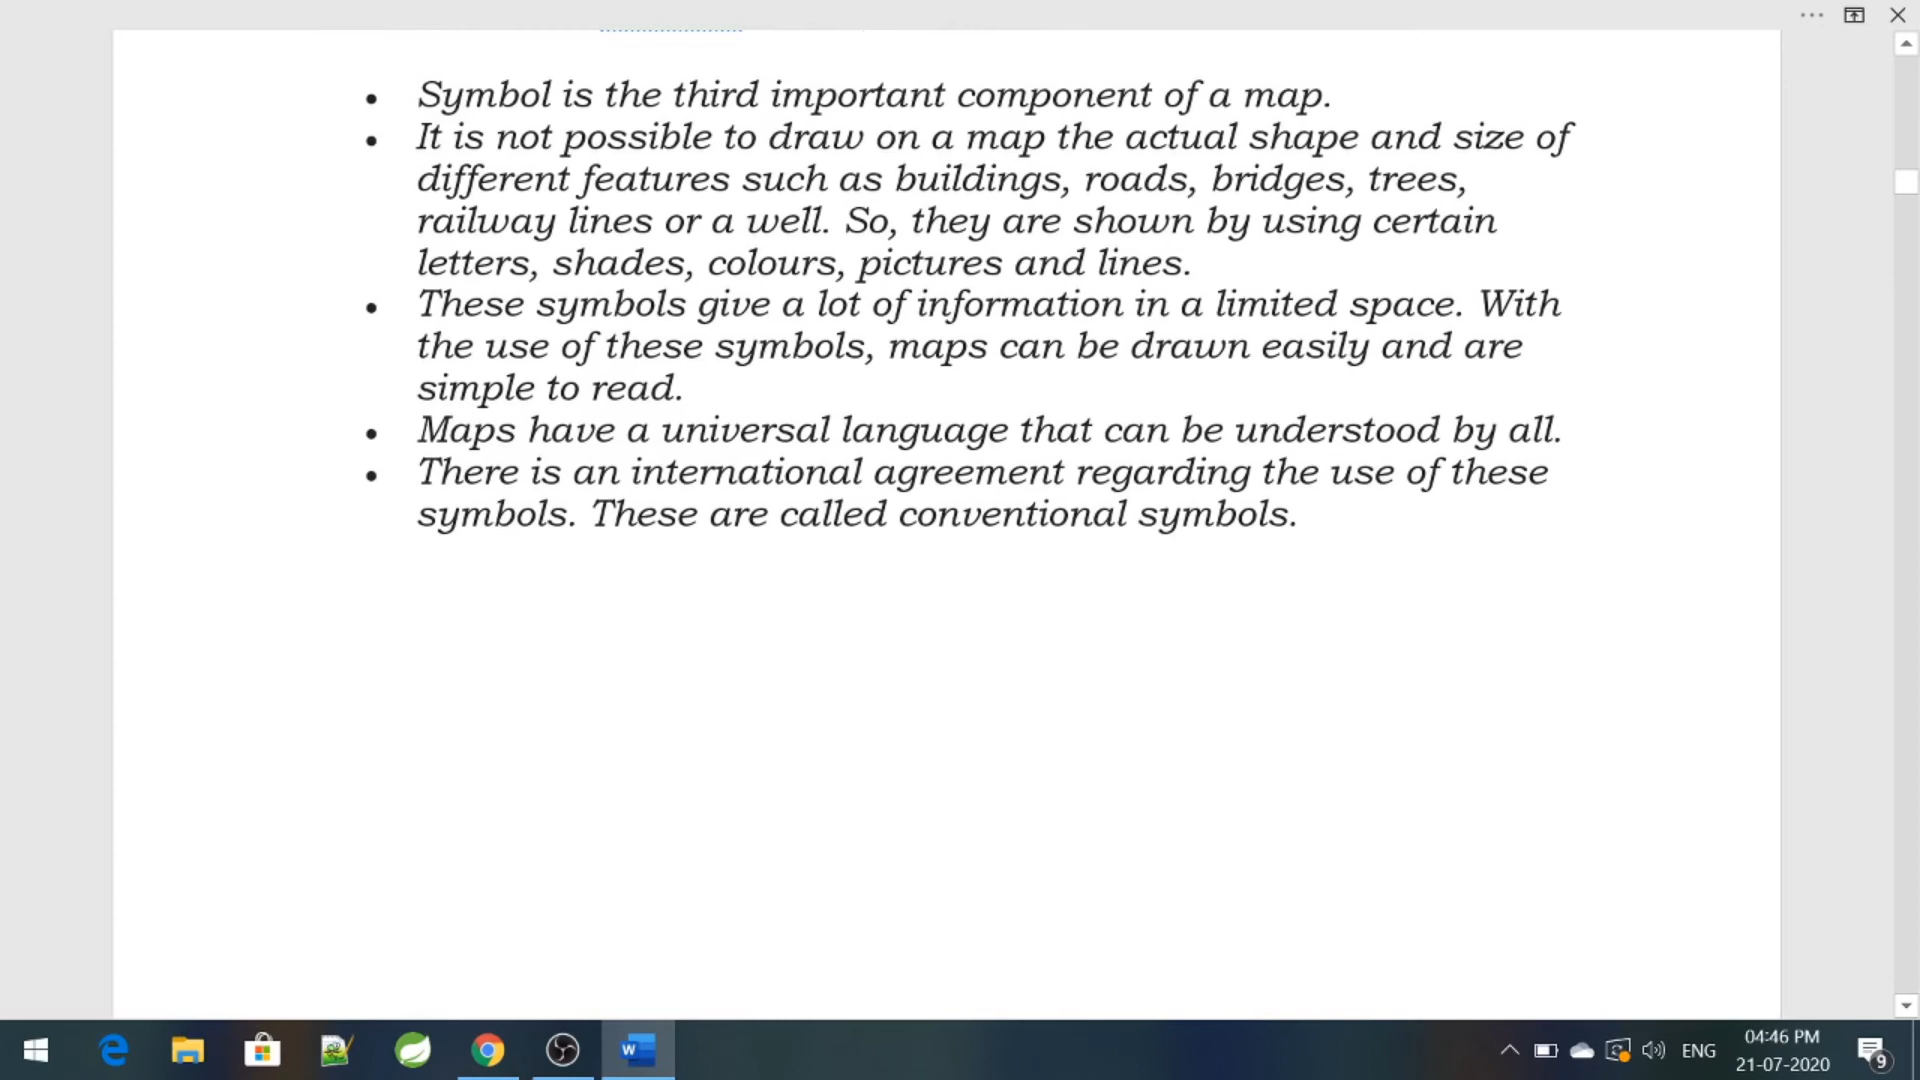 • Symbol is the third important component of a map.
• It is not possible to draw on a map the actual shape and size of
different features such as buildings, roads, bridges, trees,
railway lines or a well. So, they are shown by using certain
letters, shades, colours, pictures and lines.
• These symbols give a lot of information in a limited space. With
the use of these symbols, maps can be drawn easily and are
simple to read.
• Maps have a universal language that can be understood by all.
• There is an international agreement regarding the use of these
symbols. These are called conventional symbols.
ENG
04:46 PM
21-07-2020
9